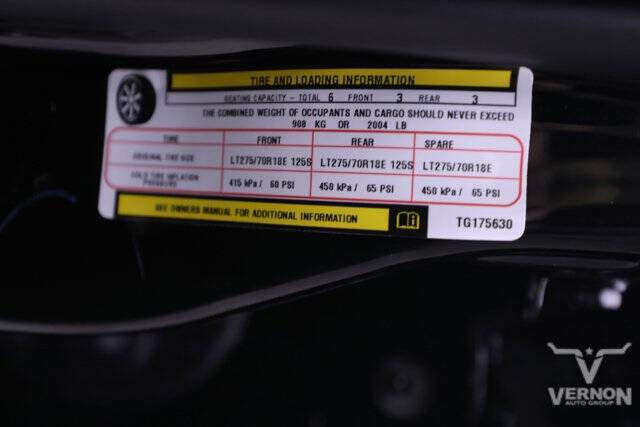 TIRE AND LOADING INFORMATION
SEATING CAPACITY - TOTAL 6 FRONT 3 REAR 3
THE COMBINED WEIGHT OF OCCUPANTS AND CARGO SHOULD NEVER EXCEED
908 KG OR 2004 LB
TIRE FRONT REAR SPARE
ORIGINAL TIRE SIZE LT275/70R18E 125S LT275/70R18E 125S LT275/70R18E
COLD TIRE INFLATION PRESSURE 415 kPa / 60 PSI 450 kPa / 65 PSI 450 kPa / 65 PSI
SEE OWNERS MANUAL FOR ADDITIONAL INFORMATION
TG175630
VERNON
AUTO GROUP